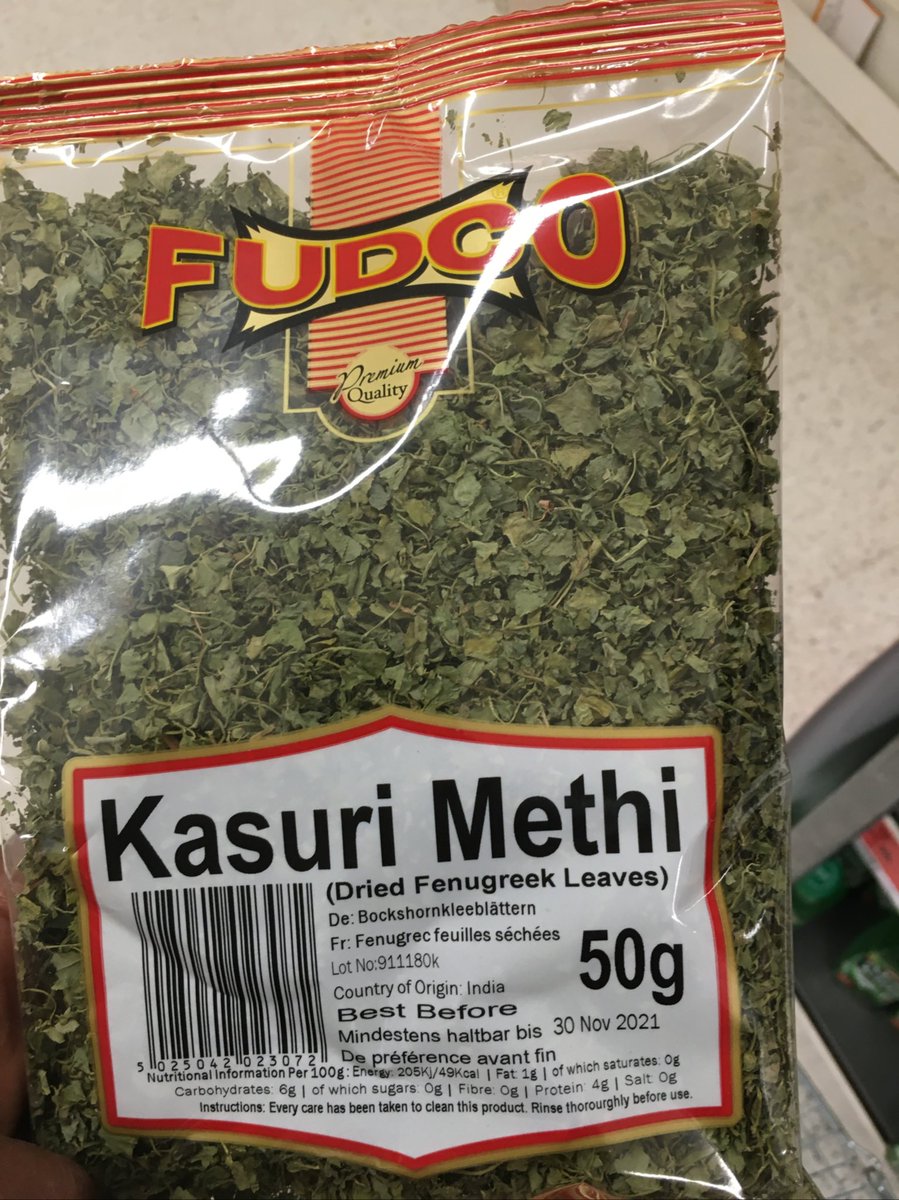 FUDCO
Premium
Quality
Kasuri Methi
(Dried Fenugreek Leaves)
De: Bockshornkleeblättern
Fr: Fenugrec feuilles séchées
Lot No:911180k
50g
Country of Origin: India
Best Before
Mindestens haltbar bis 30 Nov 2021
De préférence avant fin
5 025042 023072
Nutritional Information Per 100g: Energy: 205Kj/49Kcal | Fat: 1g | of which saturates: 0g
Carbohydrates: 6g | of which sugars: 0g | Fibre: 0g | Protein: 4g | Salt: 0g
Instructions: Every care has been taken to clean this product. Rinse thorourghly before use.